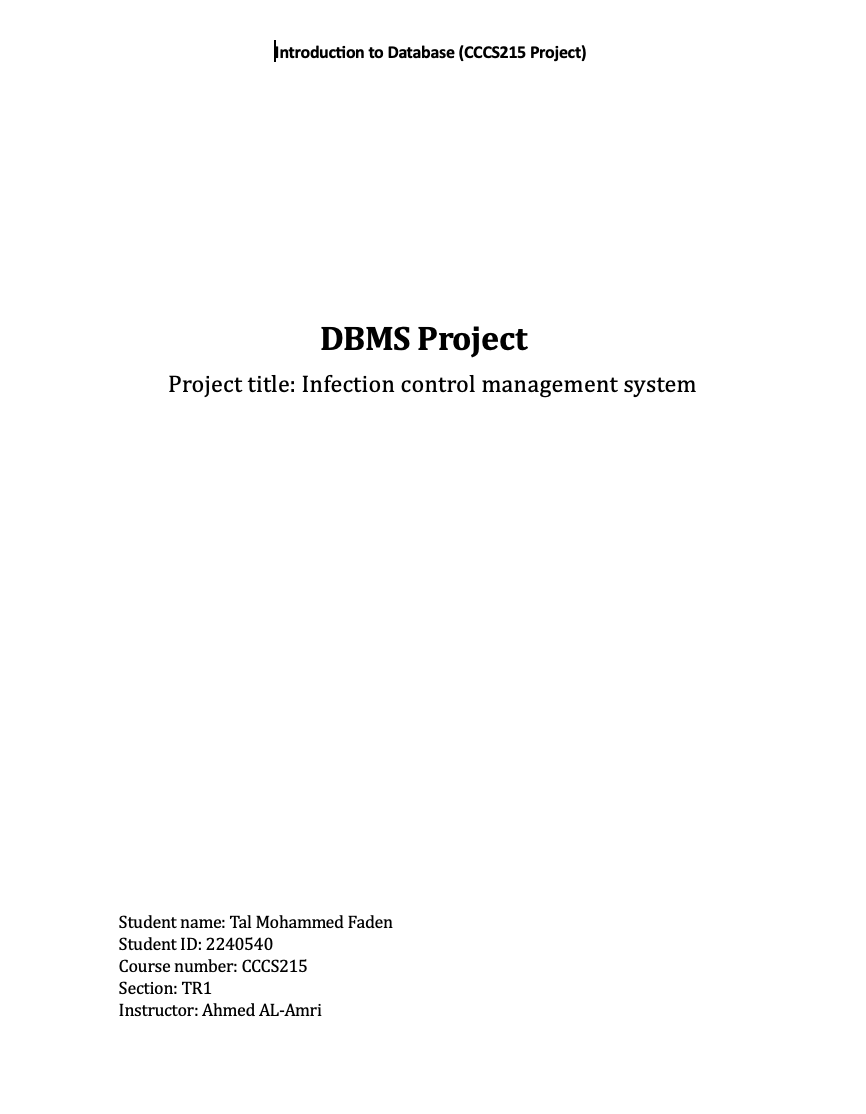 Introduction to Database (CCCS215 Project)
DBMS Project
Project title: Infection control management system
Student name: Tal Mohammed Faden
Student ID: 2240540
Course number: CCCS215
Section: TR1
Instructor: Ahmed AL-Amri